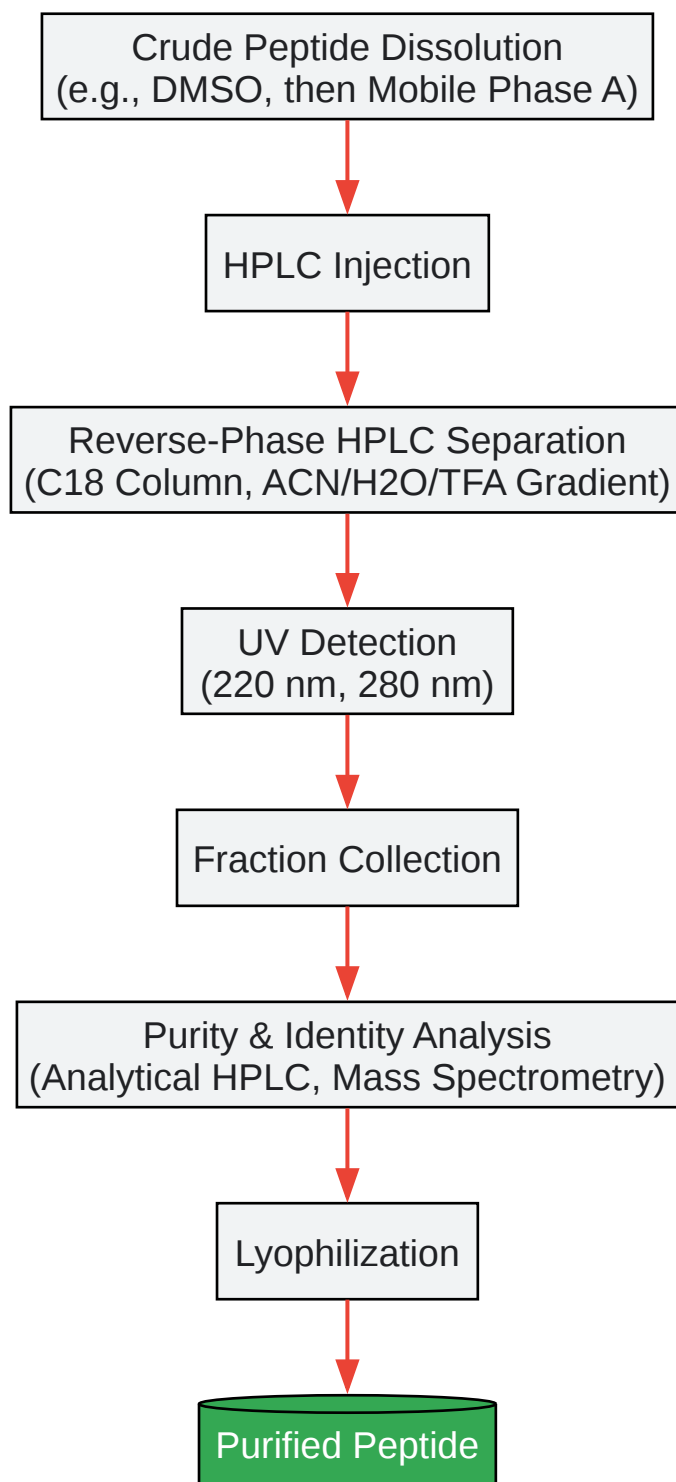 Crude Peptide Dissolution
(e.g., DMSO, then Mobile Phase A)
HPLC Injection
Reverse-Phase HPLC Separation
(C18 Column, ACN/H2O/TFA Gradient)
UV Detection
(220 nm, 280 nm)
Fraction Collection
Purity & Identity Analysis
(Analytical HPLC, Mass Spectrometry)
Lyophilization
Purified Peptide